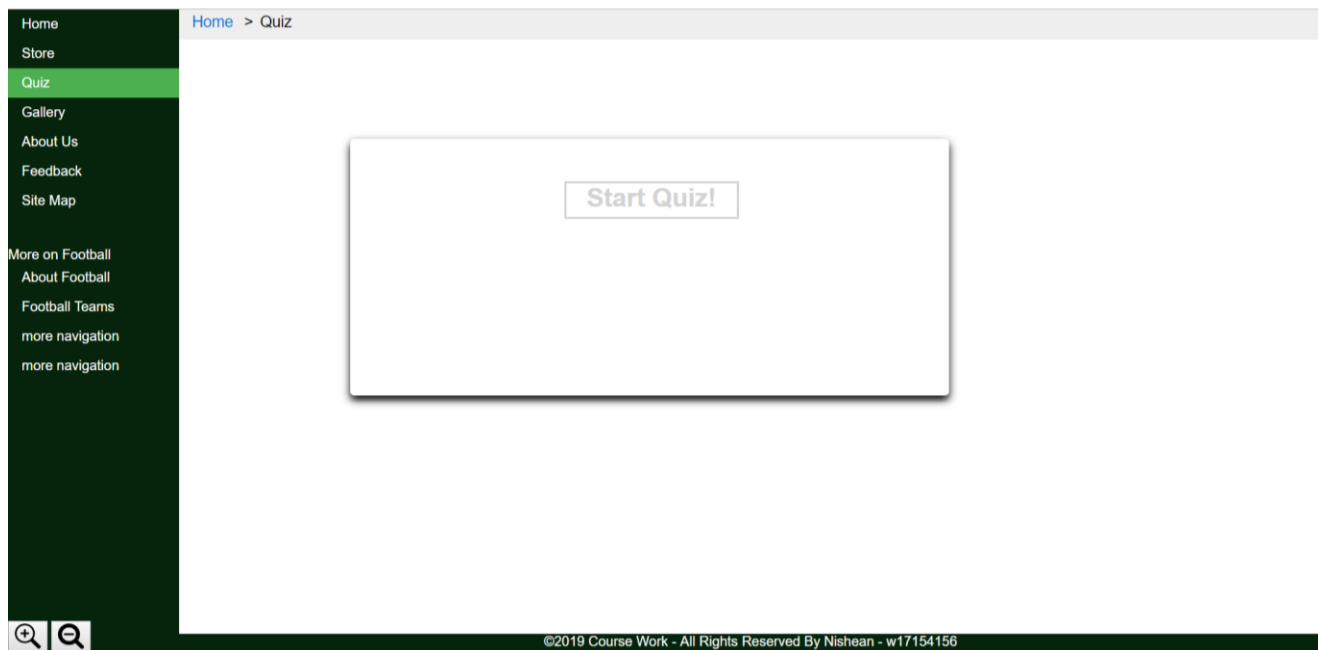 Home
Store
Quiz
Gallery
About Us
Feedback
Site Map
More on Football
About Football
Football Teams
more navigation
more navigation
Home > Quiz
Start Quiz!
©2019 Course Work - All Rights Reserved By Nishean - w17154156